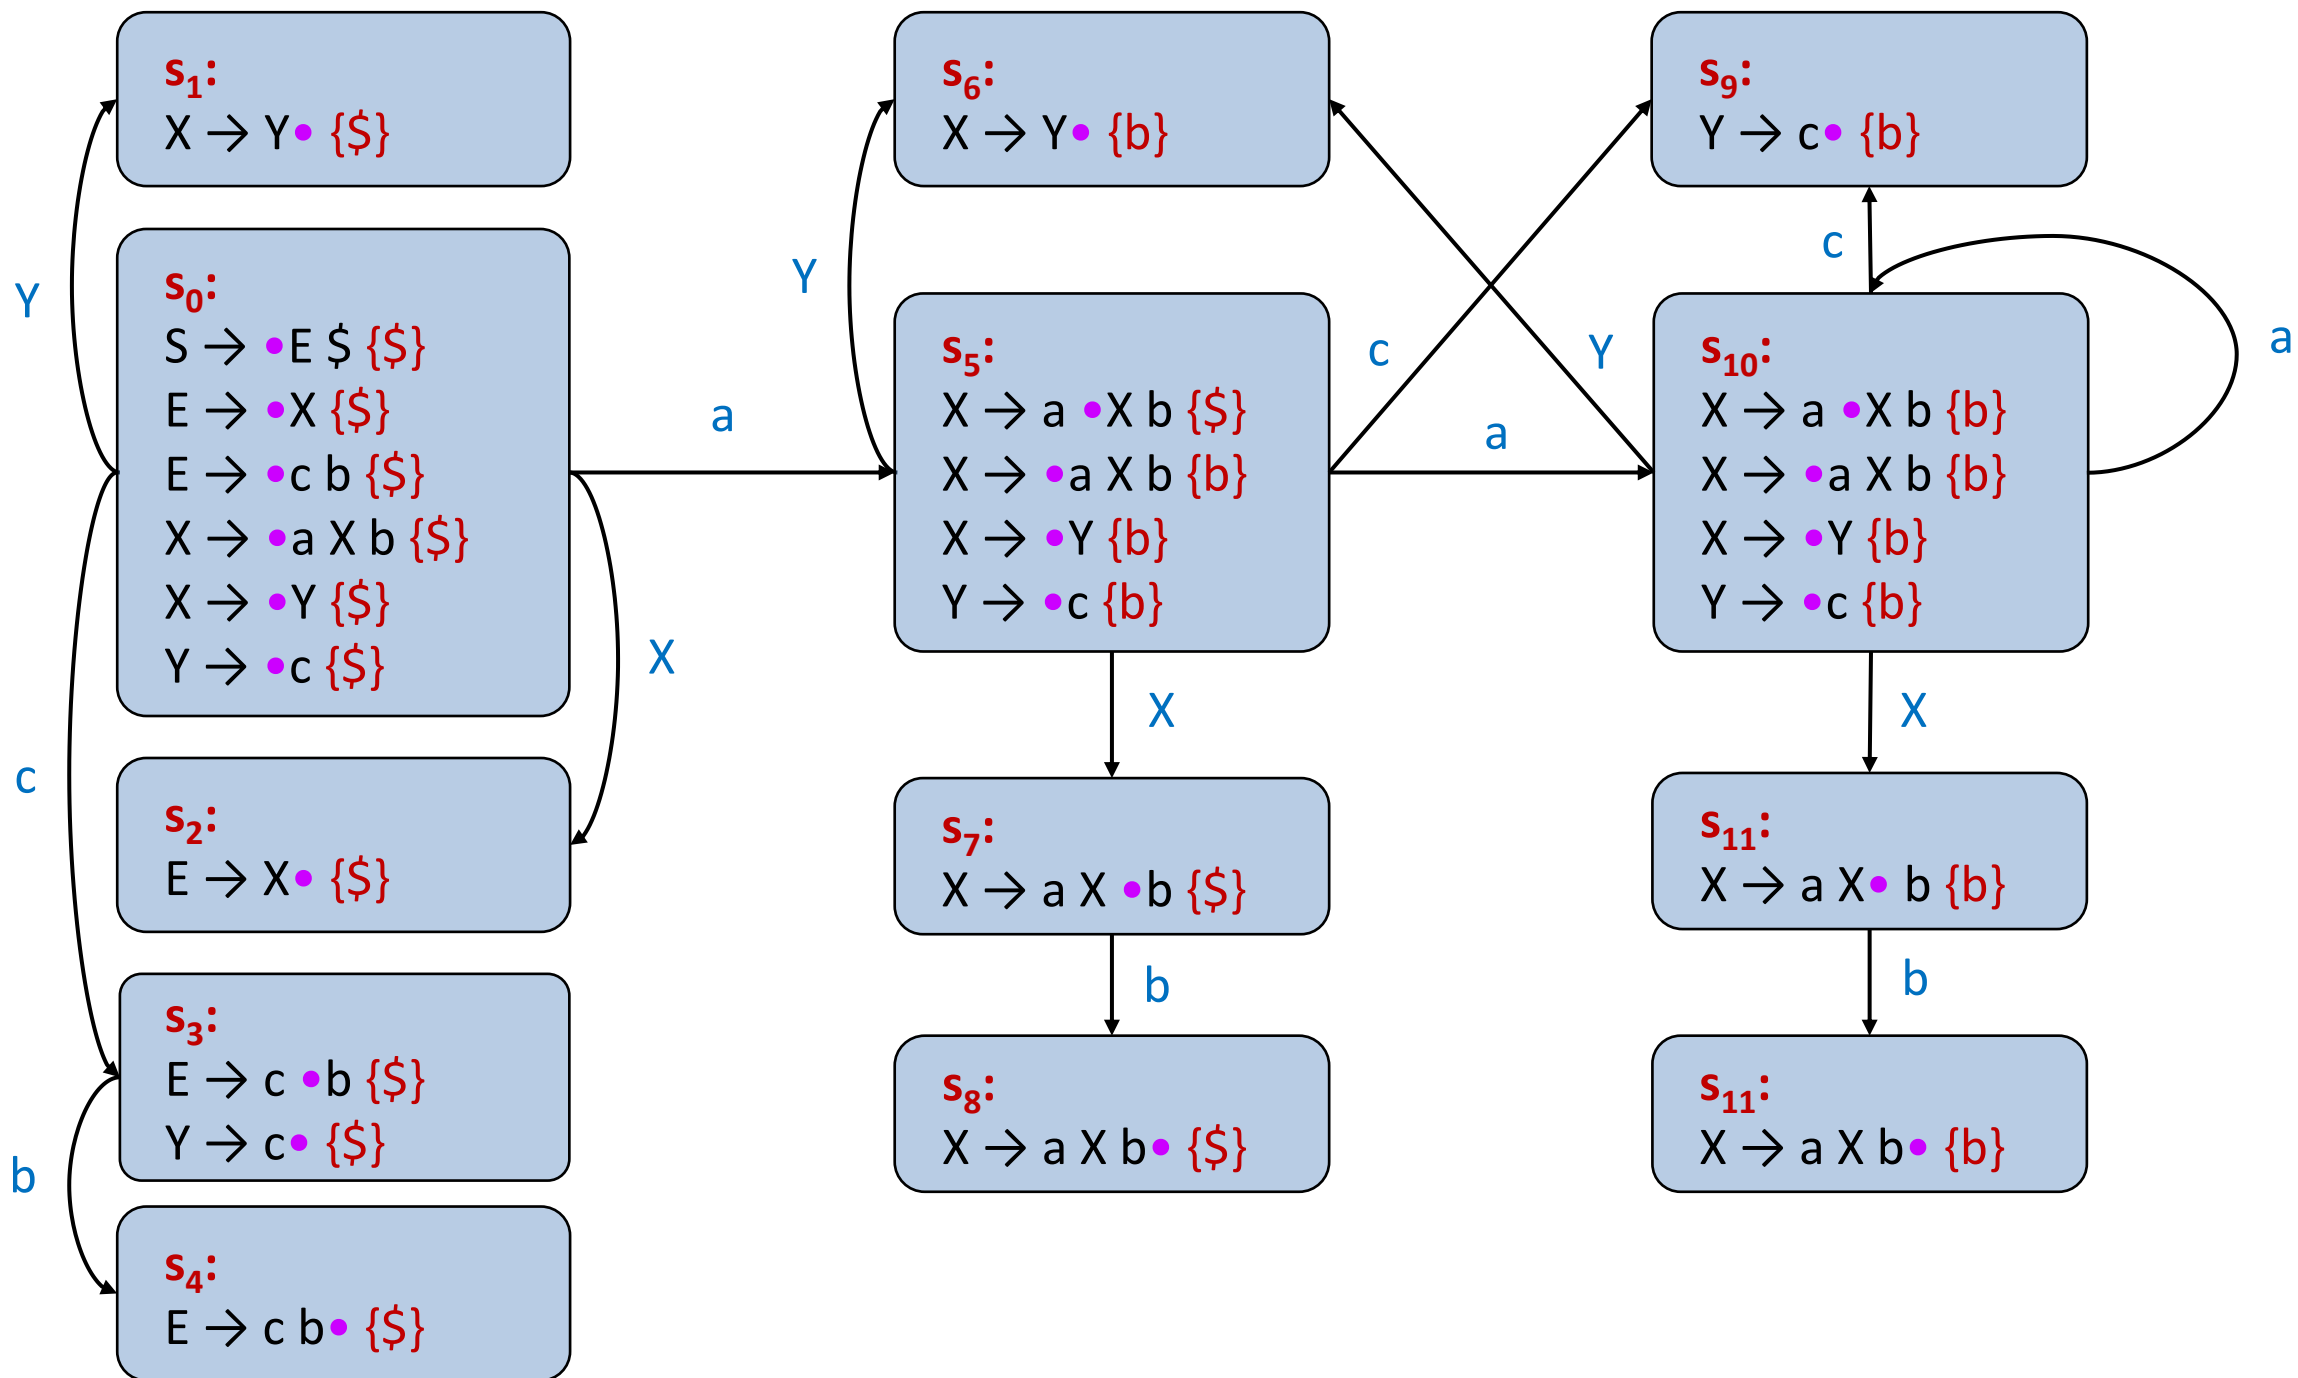 s1:
X → Y• {$}
Y
s0:
S → •E $ {$}
E → •X {$}
E → •c b {$}
X → •a X b {$}
X → •Y {$}
Y → •c {$}
a
X
c
s2:
E → X• {$}
s3:
E → c •b {$}
Y → c• {$}
b
s4:
E → c b• {$}
s6:
X → Y• {b}
Y
s5:
X → a •X b {$}
X → •a X b {b}
X → •Y {b}
Y → •c {b}
c
Y
a
X
s7:
X → a X •b {$}
b
s8:
X → a X b• {$}
s9:
Y → c• {b}
c
a
s10:
X → a •X b {b}
X → •a X b {b}
X → •Y {b}
Y → •c {b}
X
s11:
X → a X• b {b}
b
s11:
X → a X b• {b}